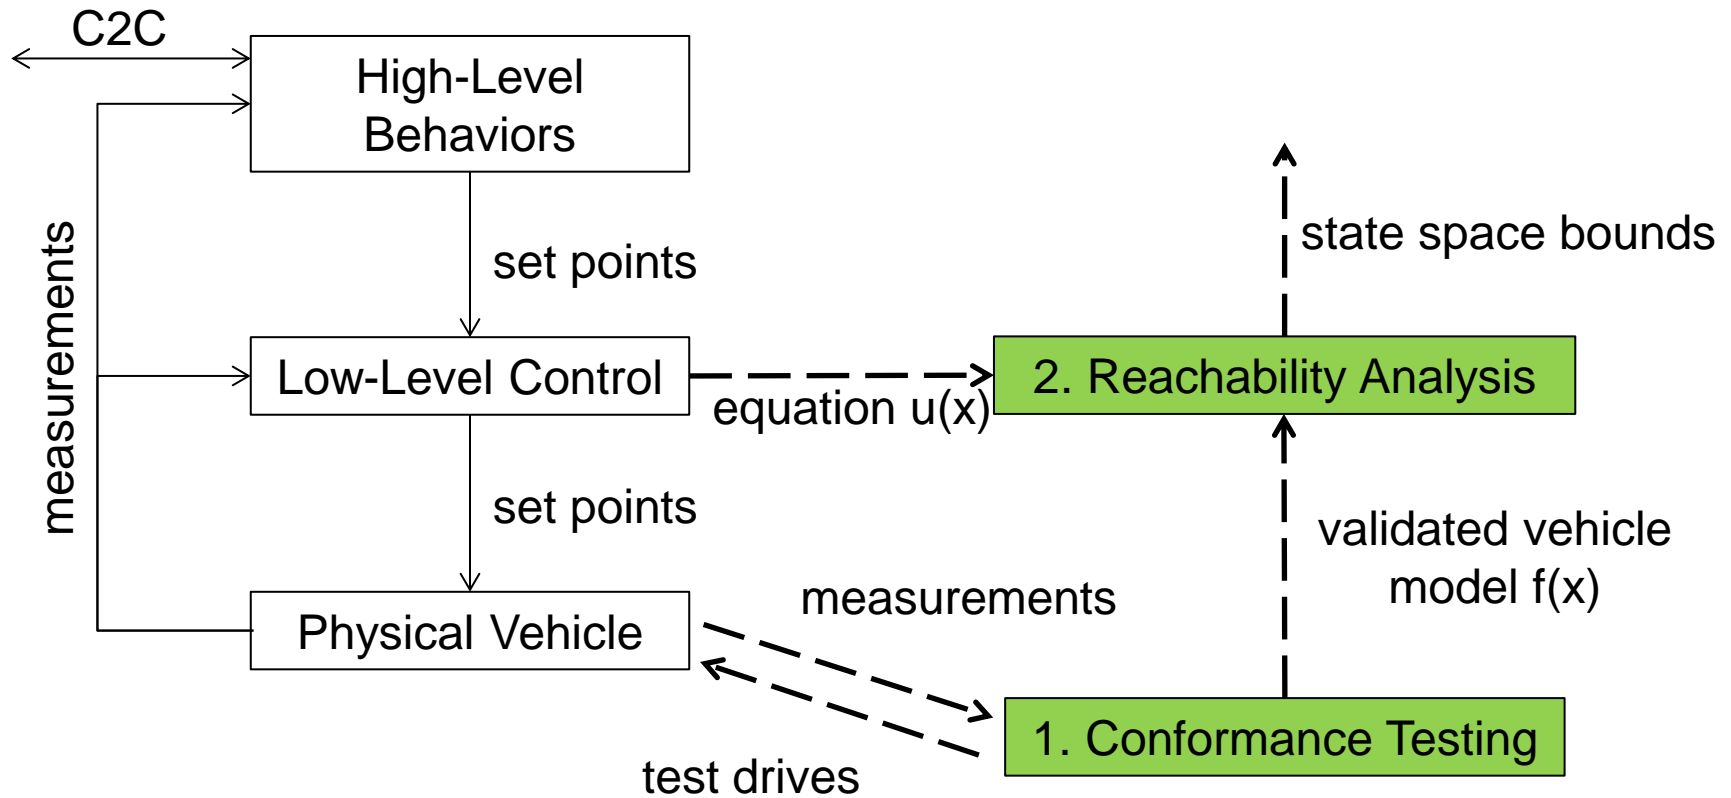 C2C
High-Level
Behaviors
measurements
set points
state space bounds
Low-Level Control
2. Reachability Analysis
equation u(x)
set points
validated vehicle
model f(x)
measurements
Physical Vehicle
1. Conformance Testing
test drives